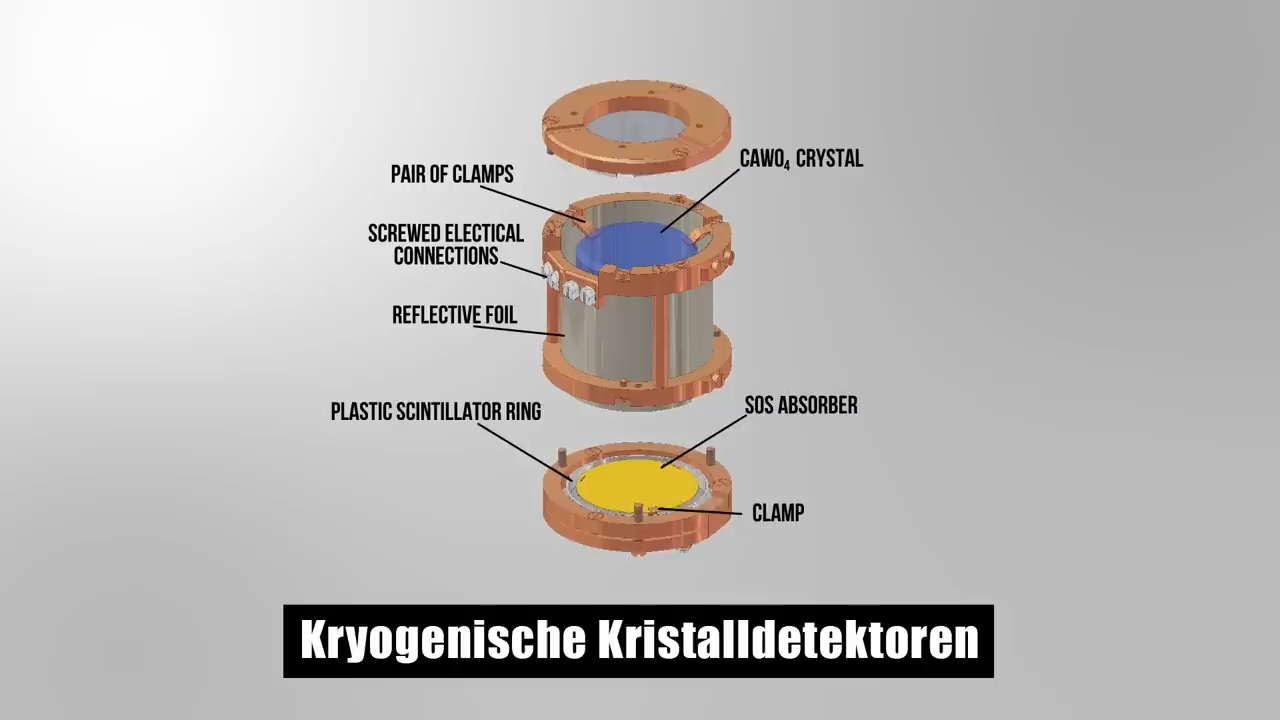 PAIR OF CLAMPS
CAWO₄ CRYSTAL
SCREWED ELECTICAL
CONNECTIONS
REFLECTIVE FOIL
PLASTIC SCINTILLATOR RING
SOS ABSORBER
CLAMP
Kryogenische Kristalldetektoren